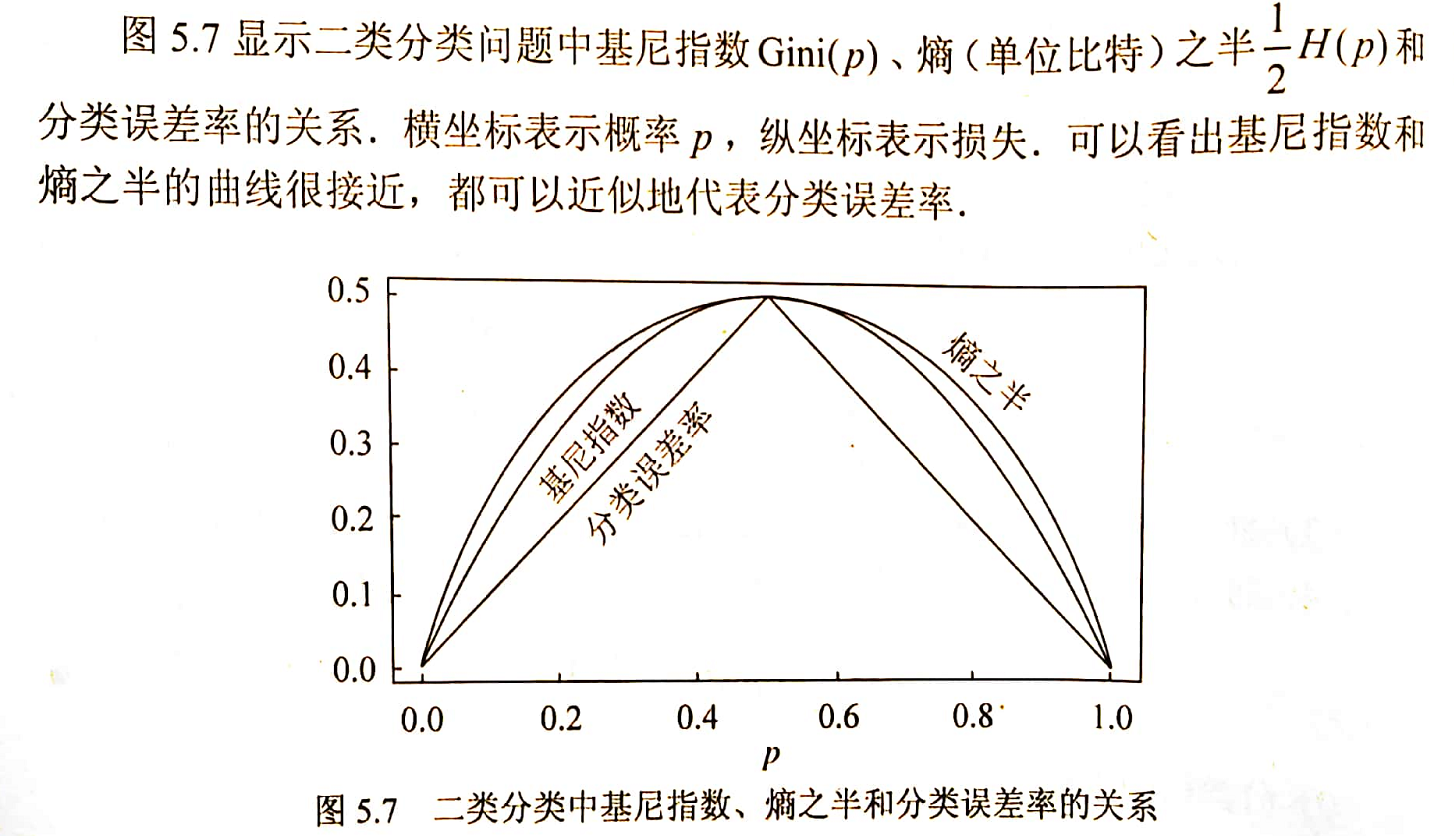 图 5.7 显示二类分类问题中基尼指数 Gini(p)、熵（单位比特）之半 \frac{1}{2} H(p) 和
分类误差率的关系．横坐标表示概率 p，纵坐标表示损失．可以看出基尼指数和
熵之半的曲线很接近，都可以近似地代表分类误差率．
0.5
0.4
0.3
0.2
0.1
0.0
基尼指数
分类误差率
熵之半
0.0 0.2 0.4 0.6 0.8 1.0
p
图 5.7 二类分类中基尼指数、熵之半和分类误差率的关系